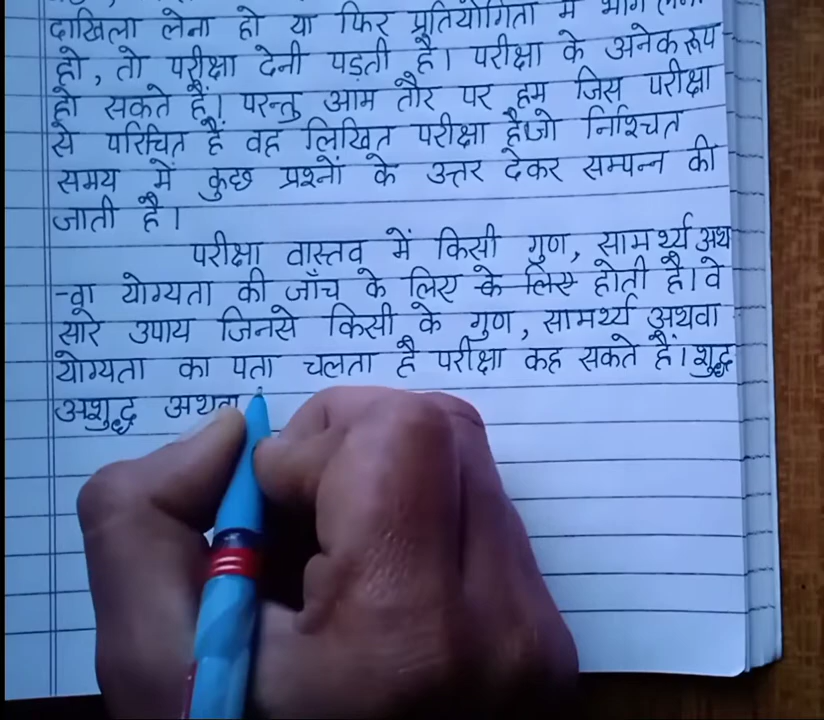 दाखिला लेना हो या फिर प्रतियोगिता में भाग लेना
हो, तो परीक्षा देनी पड़ती है। परीक्षा के अनेक रूप
हो सकते हैं। परन्तु आम तौर पर हम जिस परीक्षा
से परिचित हैं वह लिखित परीक्षा है जो निश्चित
समय में कुछ प्रश्नों के उत्तर देकर सम्पन्न की
जाती है।
परीक्षा वास्तव में किसी गुण, सामर्थ्य अथ
-वा योग्यता की जाँच के लिए के लिए होती है। वे
सारे उपाय जिनसे किसी के गुण, सामर्थ्य अथवा
योग्यता का पता चलता है परीक्षा कह सकते हैं। शुद्ध
अशुद्ध अथवा